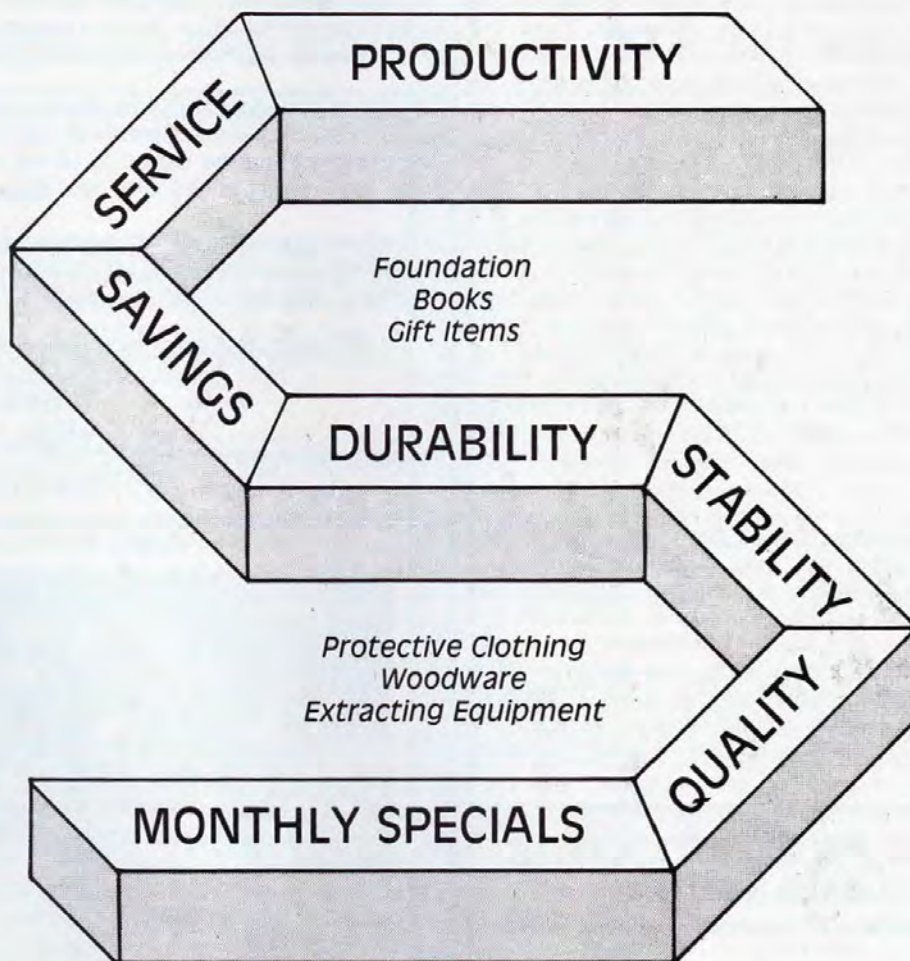 PRODUCTIVITY
SERVICE
Foundation
Books
Gift Items
SAVINGS
DURABILITY
STABILITY
Protective Clothing
Woodware
Extracting Equipment
QUALITY
MONTHLY SPECIALS